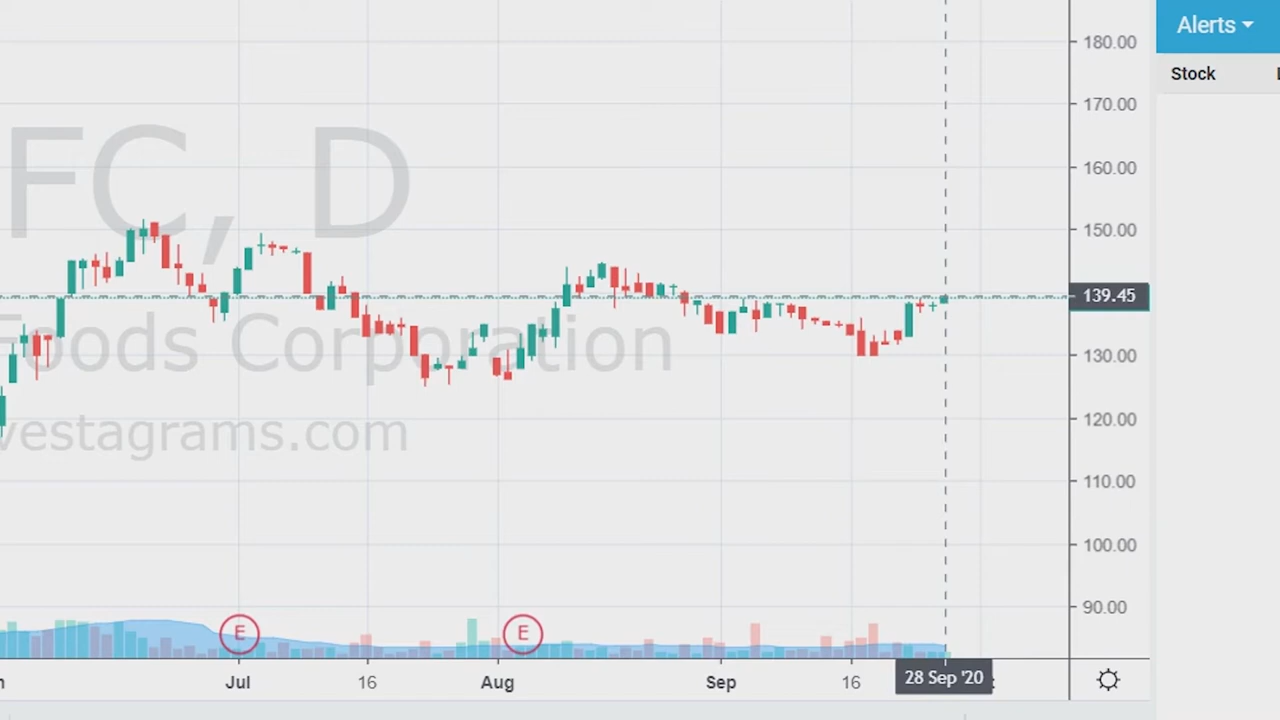 Alerts
Stock
FC, D
Foods Corporation
vestagrams.com
180.00
170.00
160.00
150.00
139.45
130.00
120.00
110.00
100.00
90.00
E E
Jul 16 Aug Sep 16 28 Sep '20